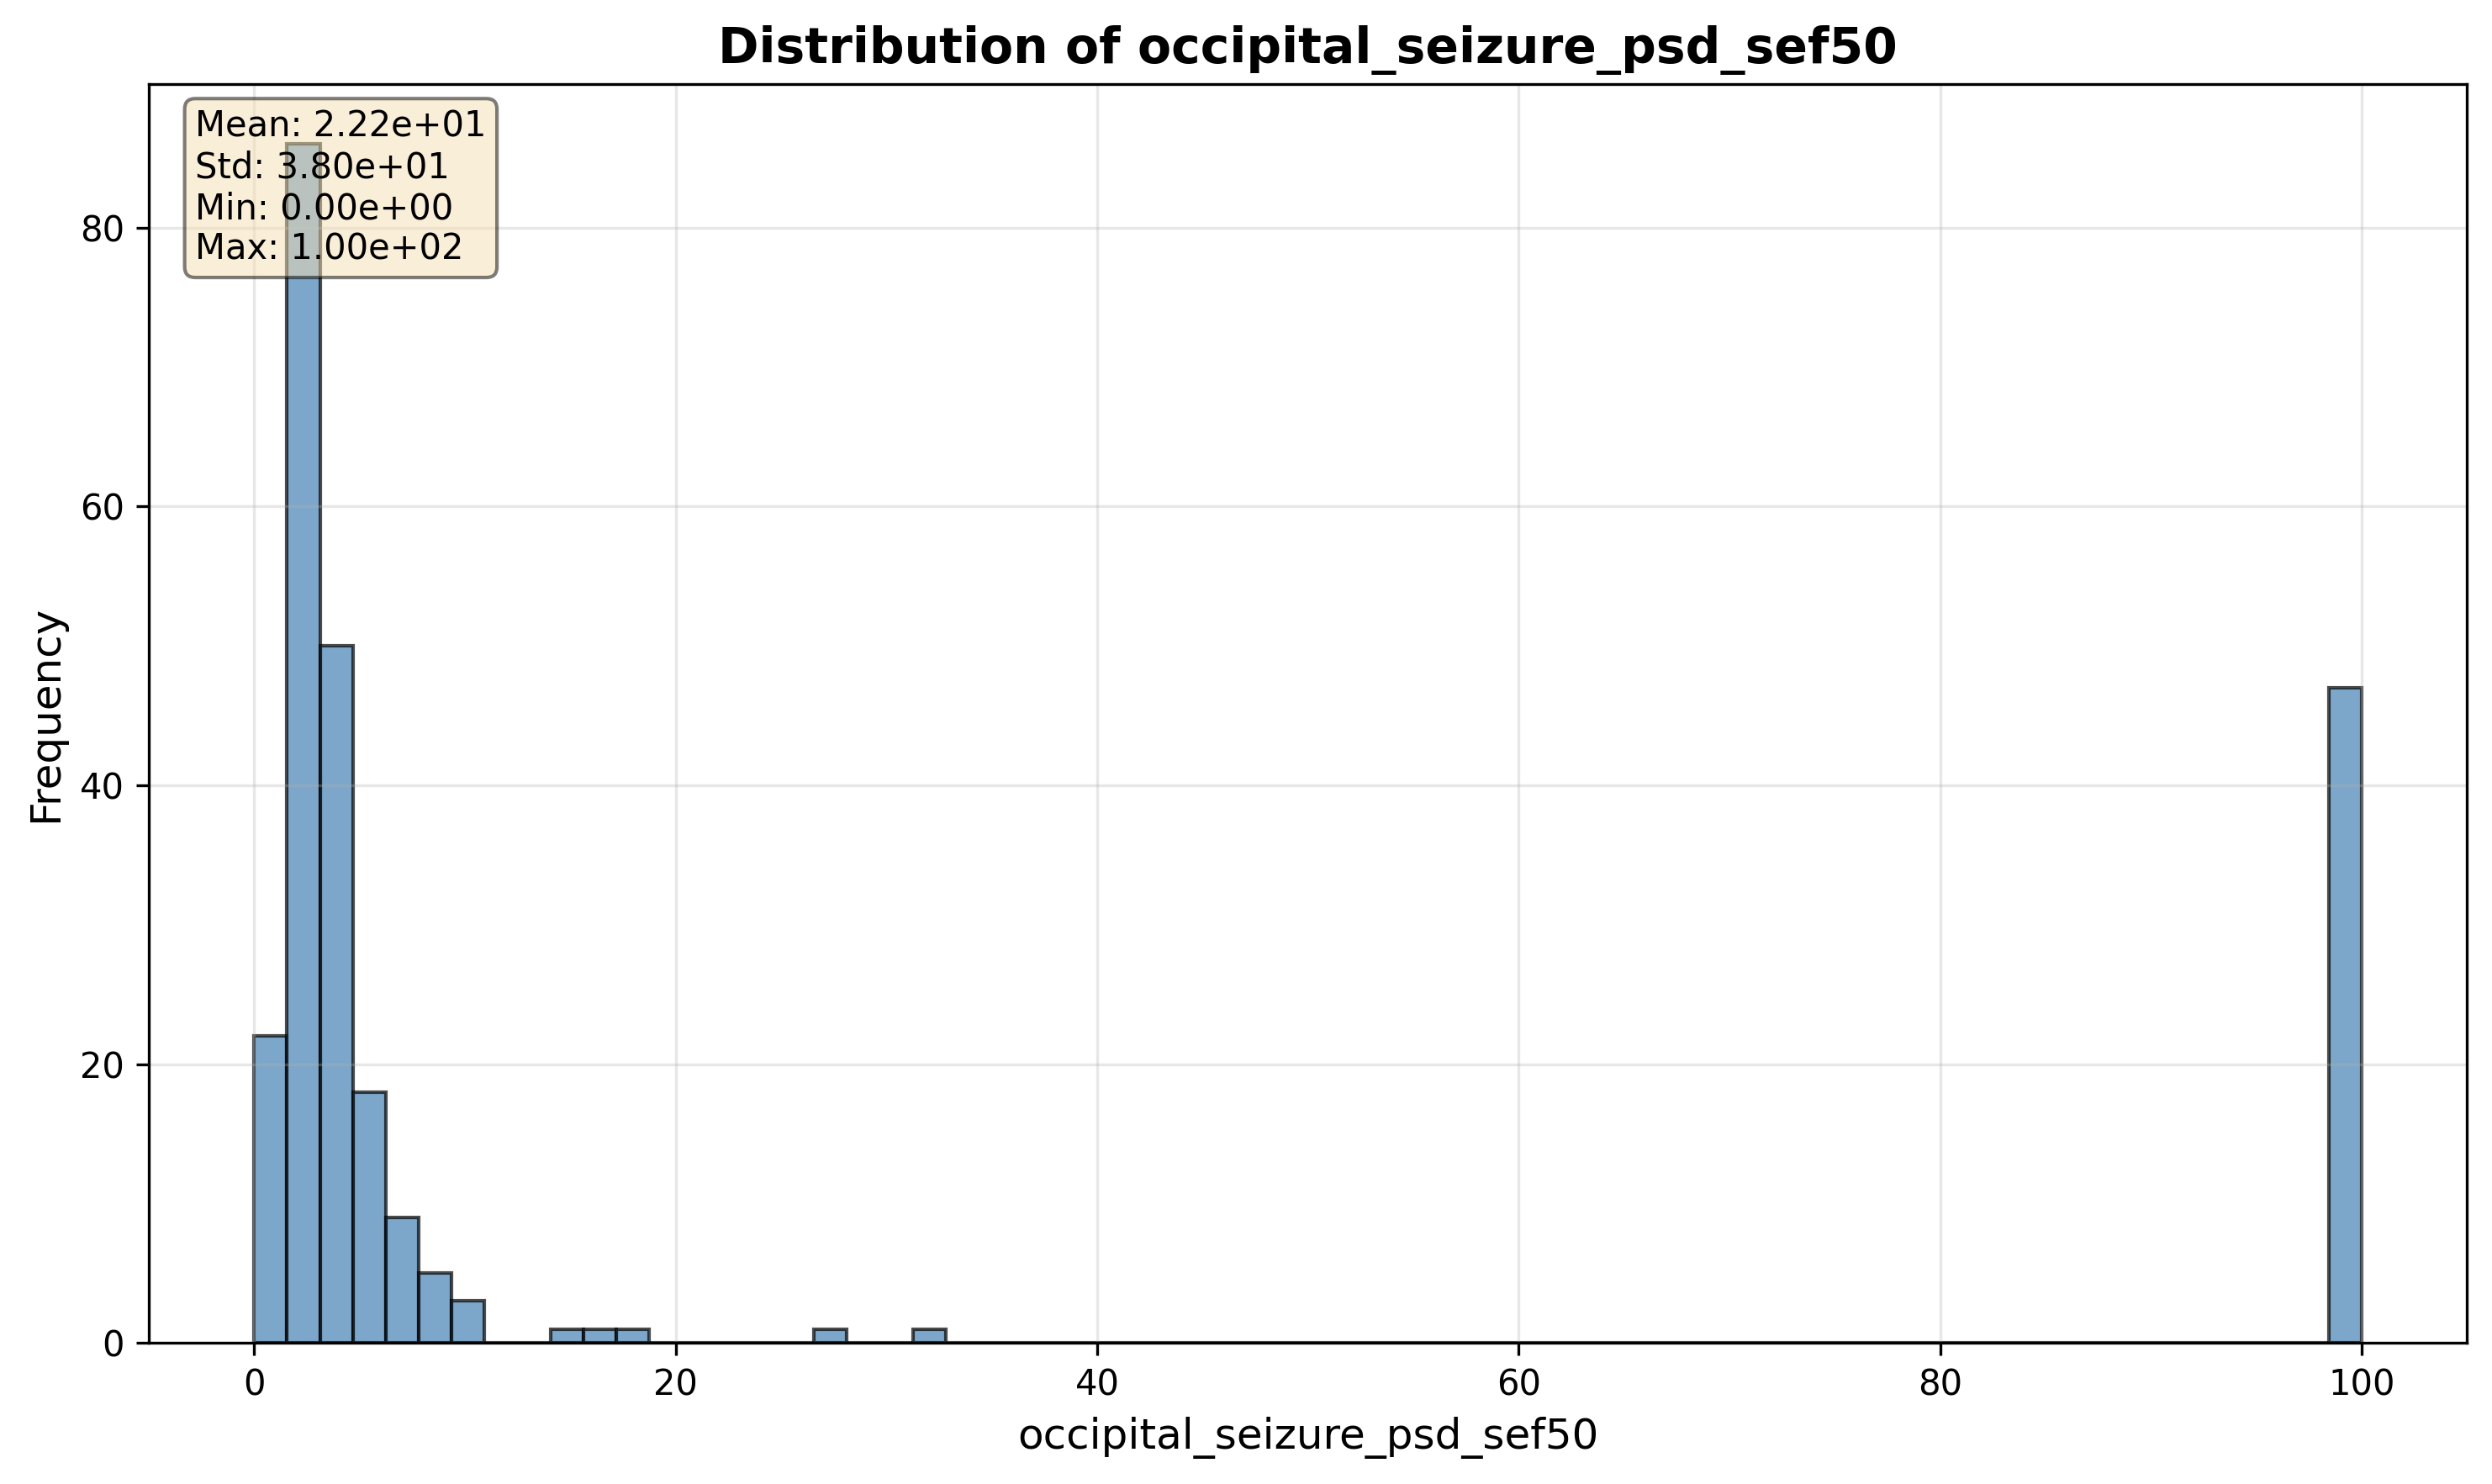 Distribution of occipital_seizure_psd_sef50
Mean: 2.22e+01
Std: 3.80e+01
Min: 0.00e+00
Max: 1.00e+02
Frequency
80
60
40
20
0
0 20 40 60 80 100
occipital_seizure_psd_sef50